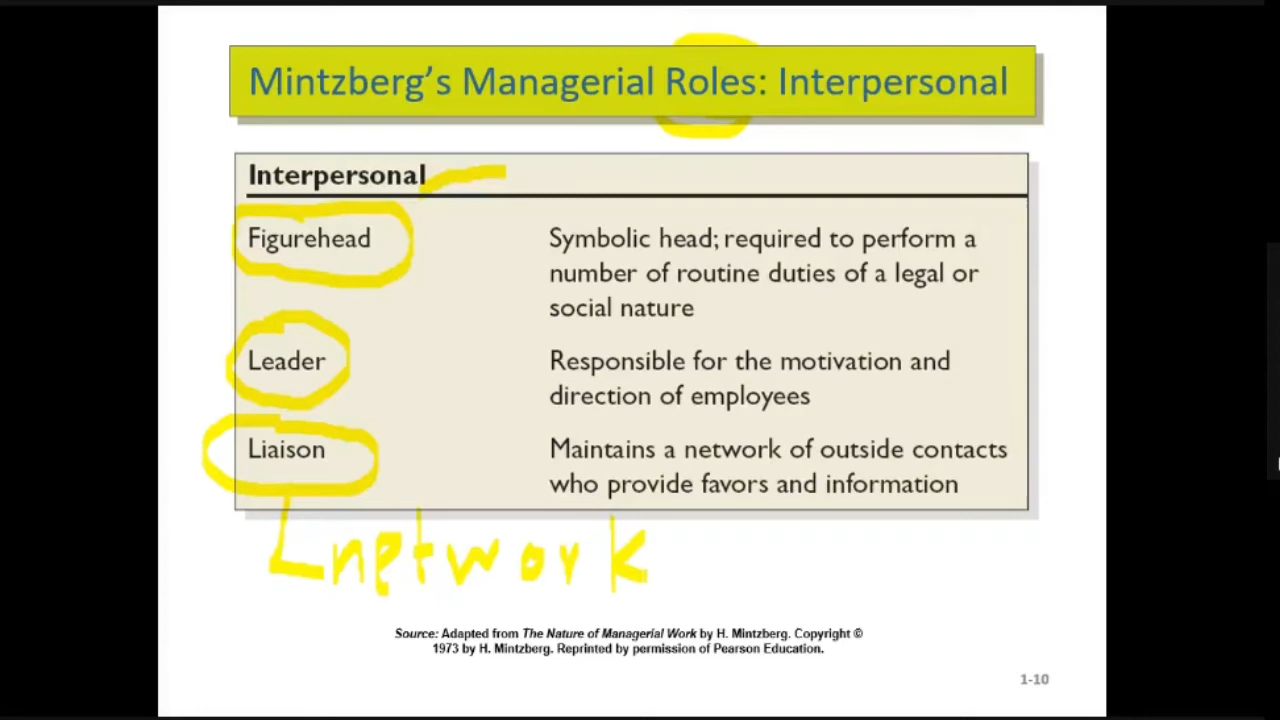 Mintzberg's Managerial Roles: Interpersonal
Interpersonal
Figurehead
Symbolic head; required to perform a
number of routine duties of a legal or
social nature
Leader
Responsible for the motivation and
direction of employees
Liaison
Maintains a network of outside contacts
who provide favors and information
network
Source: Adapted from The Nature of Managerial Work by H. Mintzberg. Copyright ©
1973 by H. Mintzberg. Reprinted by permission of Pearson Education.
1-10